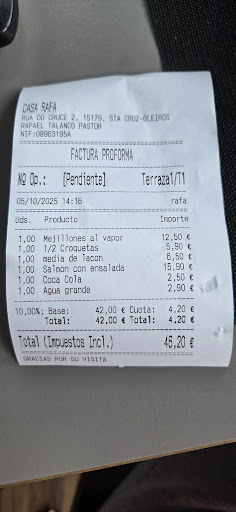 CASA RAFA
RUA DO CRUCE 2, 15179, STA CRUZ-OLEIROS
RAFAEL TALANCO PASTOR
NIF:08963195A
FACTURA PROFORMA
Nº Op.: [Pendiente] Terraza1/T1
05/10/2025 14:16 rafa
Uds. Producto Importe
1,00 Mejillones al vapor 12,50 €
1,00 1/2 Croquetas 5,90 €
1,00 media de lacon 6,50 €
1,00 Salmon con ensalada 15,90 €
1,00 Coca Cola 2,50 €
1,00 Agua grande 2,90 €
10,00%: Base: 42,00 € Cuota: 4,20 €
Total: 42,00 € Total: 4,20 €
Total (Impuestos Incl.) 46,20 €
GRACIAS POR SU VISITA